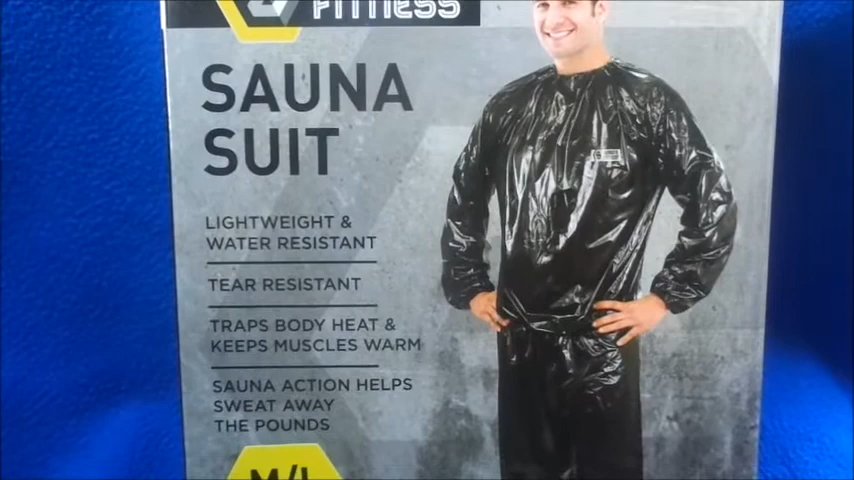 FITNESS
SAUNA
SUIT
LIGHTWEIGHT &
WATER RESISTANT
TEAR RESISTANT
TRAPS BODY HEAT &
KEEPS MUSCLES WARM
SAUNA ACTION HELPS
SWEAT AWAY
THE POUNDS
M/L